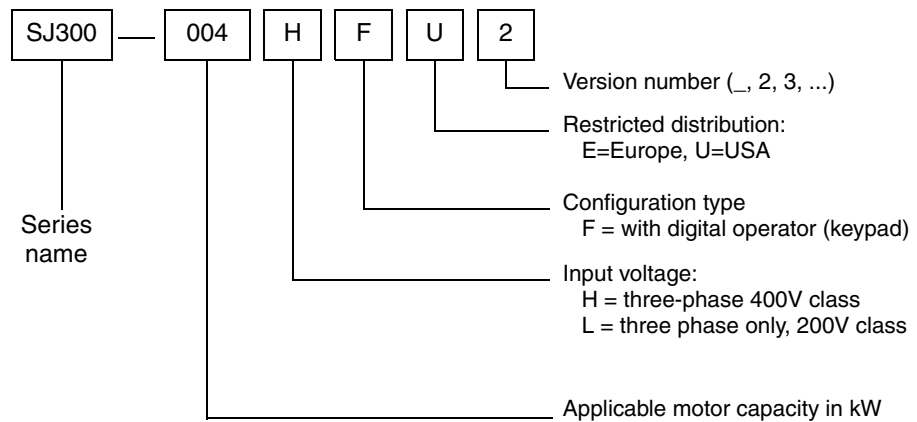 SJ300 — 004 H F U 2
Version number (_, 2, 3, ...)
Restricted distribution:
E=Europe, U=USA
Configuration type
F = with digital operator (keypad)
Series
name
Input voltage:
H = three-phase 400V class
L = three phase only, 200V class
Applicable motor capacity in kW